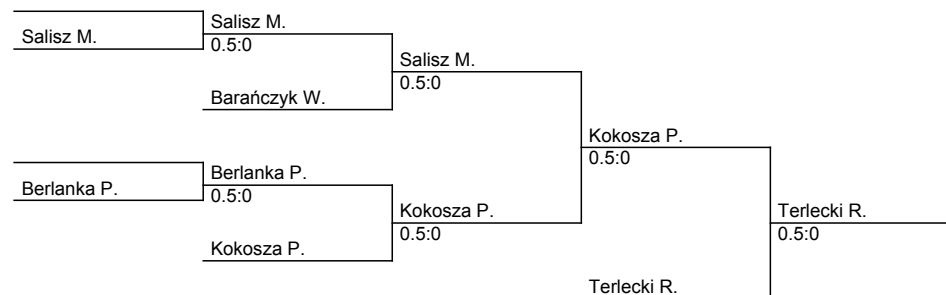 Salisz M.
Salisz M.
0.5:0
Salisz M.
0.5:0
Barańczyk W.
Kokosza P.
0.5:0
Berlanka P.
Berlanka P.
0.5:0
Kokosza P.
0.5:0
Terlecki R.
0.5:0
Kokosza P.
Terlecki R.